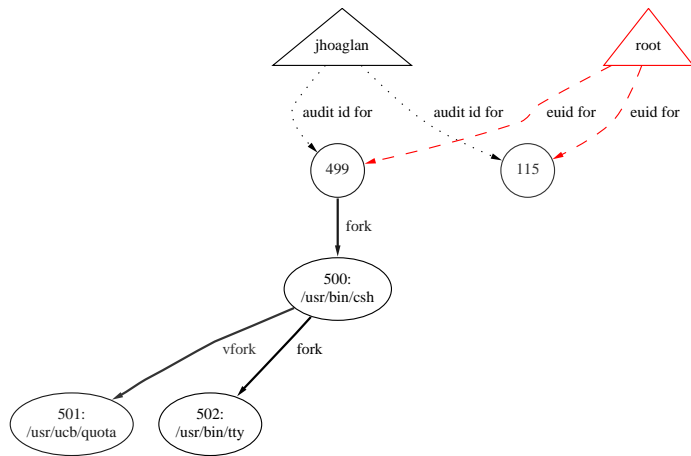 jhoaglan
root
audit id for
audit id for
euid for
euid for
499
115
fork
500:
/usr/bin/csh
vfork
fork
501:
/usr/ucb/quota
502:
/usr/bin/tty